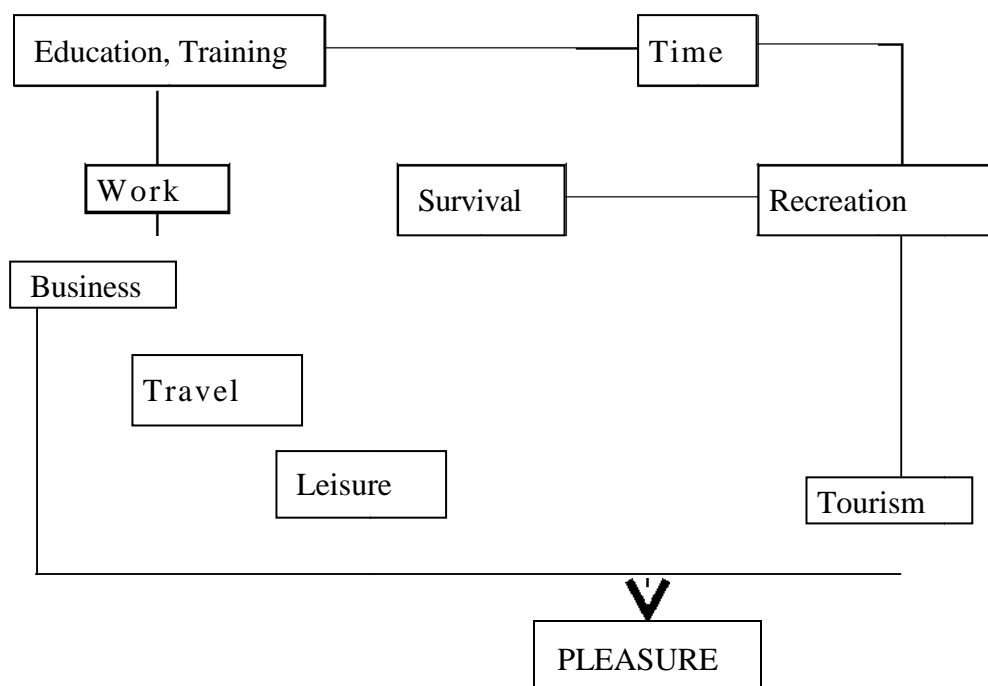 Education, Training
Time
Work
Survival
Recreation
Business
Travel
Leisure
Tourism
PLEASURE